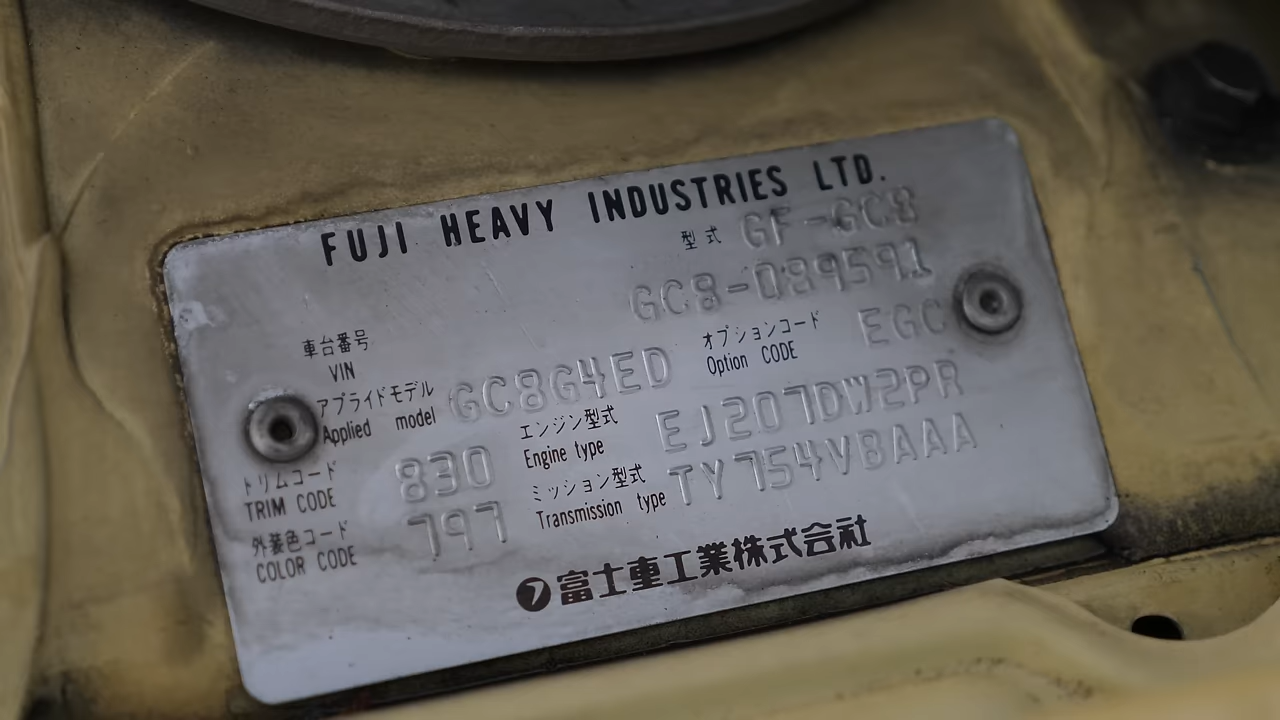 FUJI HEAVY INDUSTRIES LTD.
型式 GF-GC8
車台番号
VIN GC8-089591
アプライドモデル
Applied model GC8G4ED
オプションコード
Option CODE EGC
トリムコード
TRIM CODE 830
エンジン型式
Engine type EJ207DW2PR
外装色コード
COLOR CODE 797
ミッション型式
Transmission type TY754VBAAA
富士重工業株式会社